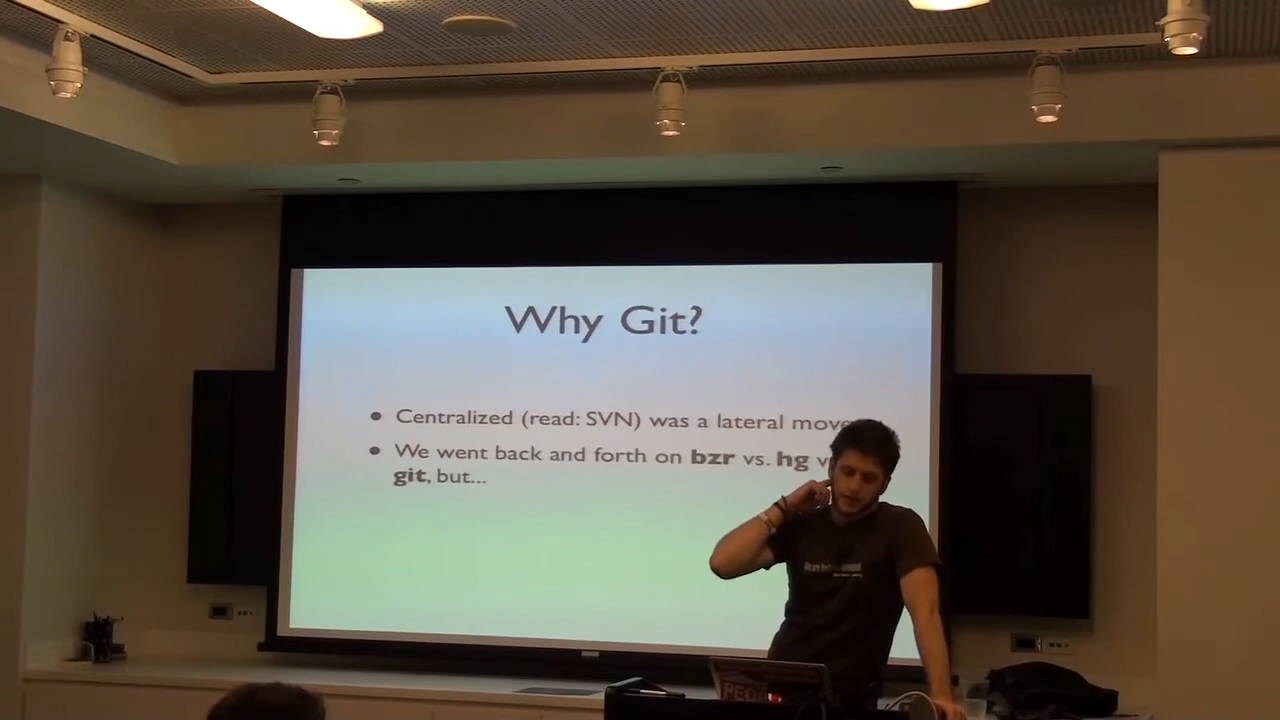 Why Git?
• Centralized (read: SVN) was a lateral move
• We went back and forth on bzr vs. hg
git, but...
PEO